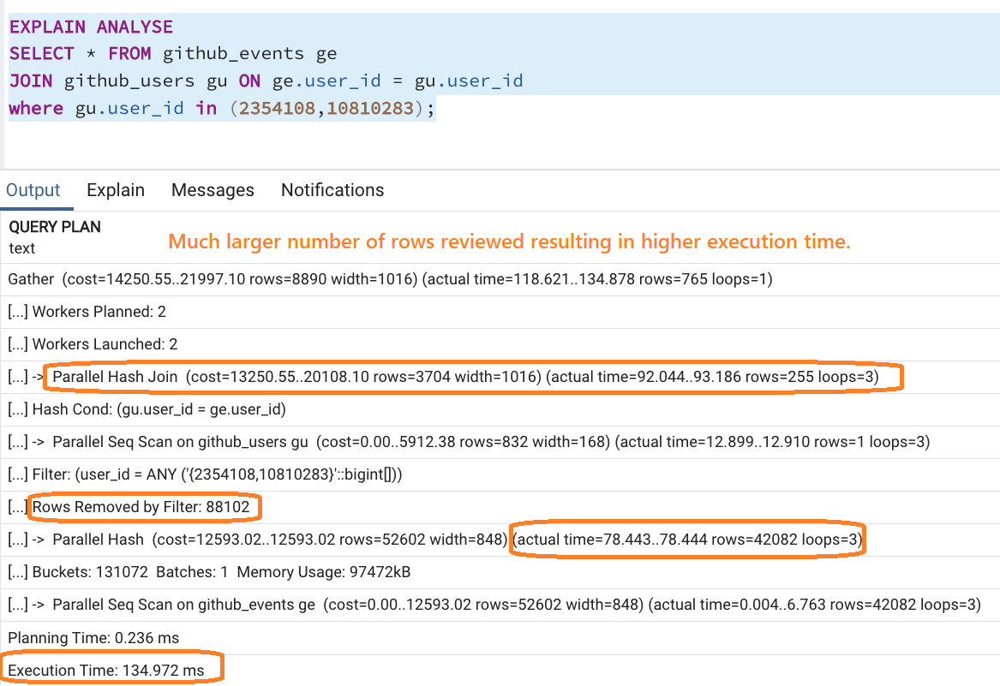 EXPLAIN ANALYSE
SELECT * FROM github_events ge
JOIN github_users gu ON ge.user_id = gu.user_id
where gu.user_id in (2354108,10810283);
Output Explain Messages Notifications
QUERY PLAN
text
Much larger number of rows reviewed resulting in higher execution time.
Gather (cost=14250.55..21997.10 rows=8890 width=1016) (actual time=118.621..134.878 rows=765 loops=1)
[...] Workers Planned: 2
[...] Workers Launched: 2
[...] -> Parallel Hash Join (cost=13250.55..20108.10 rows=3704 width=1016) (actual time=92.044..93.186 rows=255 loops=3)
[...] Hash Cond: (gu.user_id = ge.user_id)
[...] -> Parallel Seq Scan on github_users gu (cost=0.00..5912.38 rows=832 width=168) (actual time=12.899..12.910 rows=1 loops=3)
[...] Filter: (user_id = ANY ('{2354108,10810283}'::bigint[]))
[...] Rows Removed by Filter: 88102
[...] -> Parallel Hash (cost=12593.02..12593.02 rows=52602 width=848) (actual time=78.443..78.444 rows=42082 loops=3)
[...] Buckets: 131072 Batches: 1 Memory Usage: 97472kB
[...] -> Parallel Seq Scan on github_events ge (cost=0.00..12593.02 rows=52602 width=848) (actual time=0.004..6.763 rows=42082 loops=3)
Planning Time: 0.236 ms
Execution Time: 134.972 ms